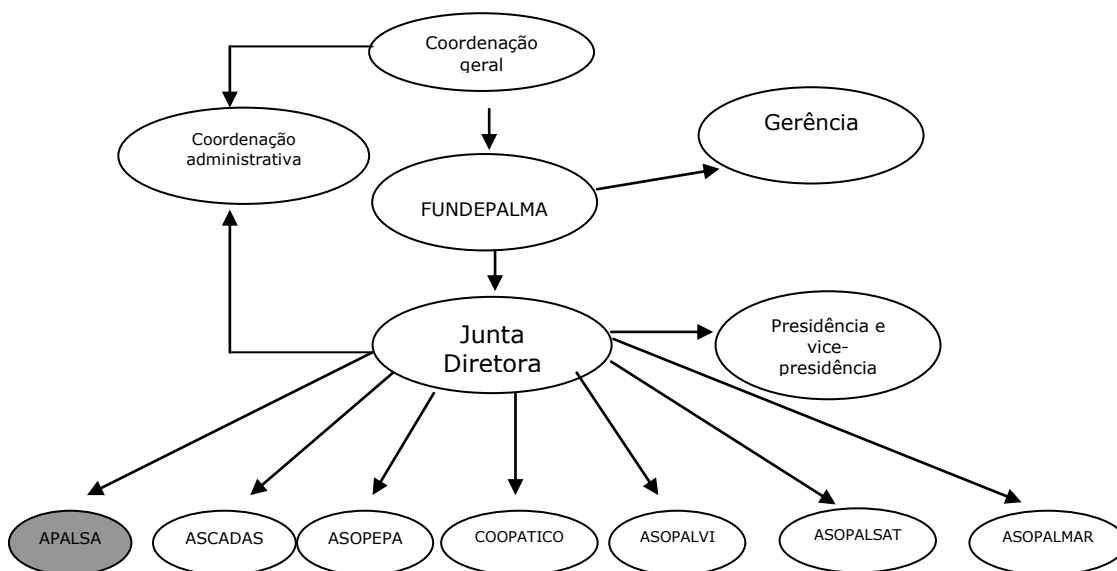 Coordenação
geral
Gerência
Coordenação
administrativa
FUNDEPALMA
Junta
Diretora
Presidência e
vice-
presidência
APALSA
ASCADAS
ASOPEPA
COOPATICO
ASOPALVI
ASOPALSAT
ASOPALMAR